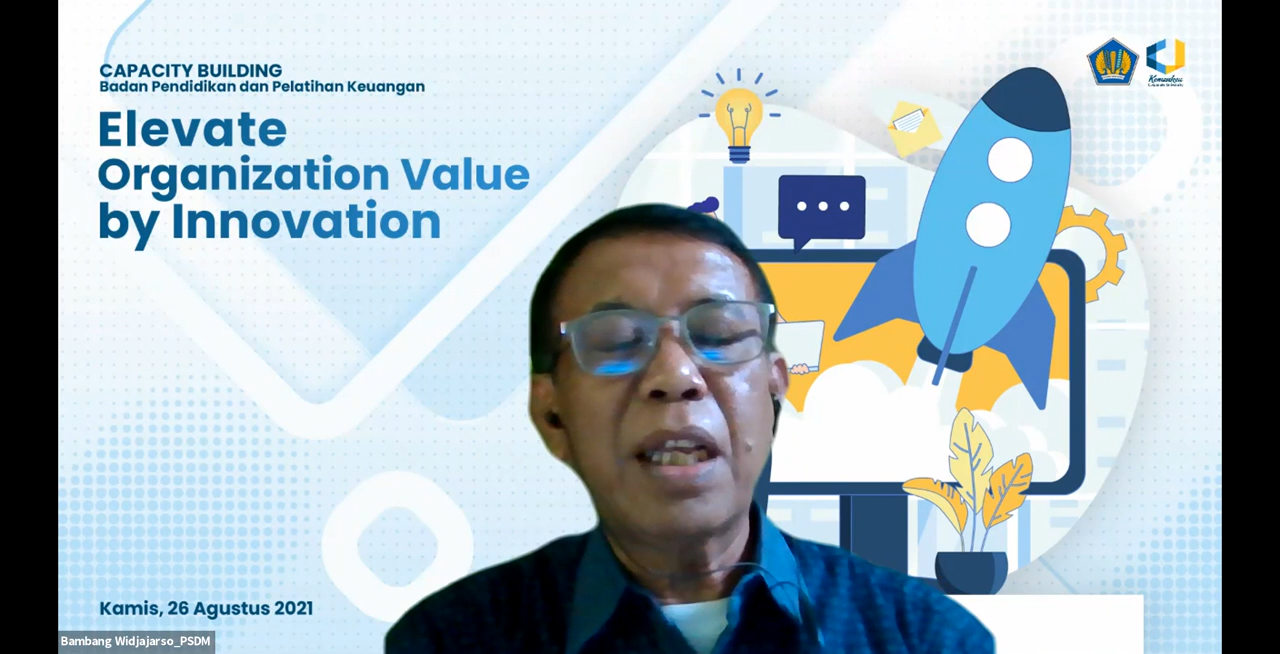 CAPACITY BUILDING
Badan Pendidikan dan Pelatihan Keuangan
Elevate
Organization Value
by Innovation
Kamis, 26 Agustus 2021
Bambang Widjajarso_PSDM